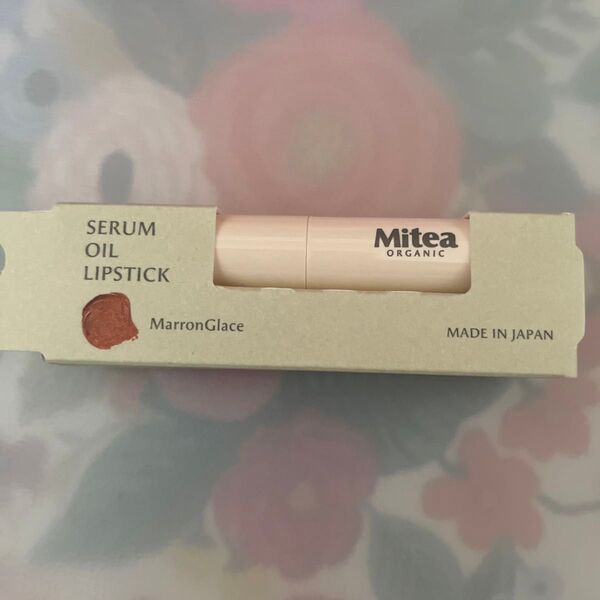 SERUM
OIL
LIPSTICK
MarronGlace
Mitea
ORGANIC
MADE IN JAPAN